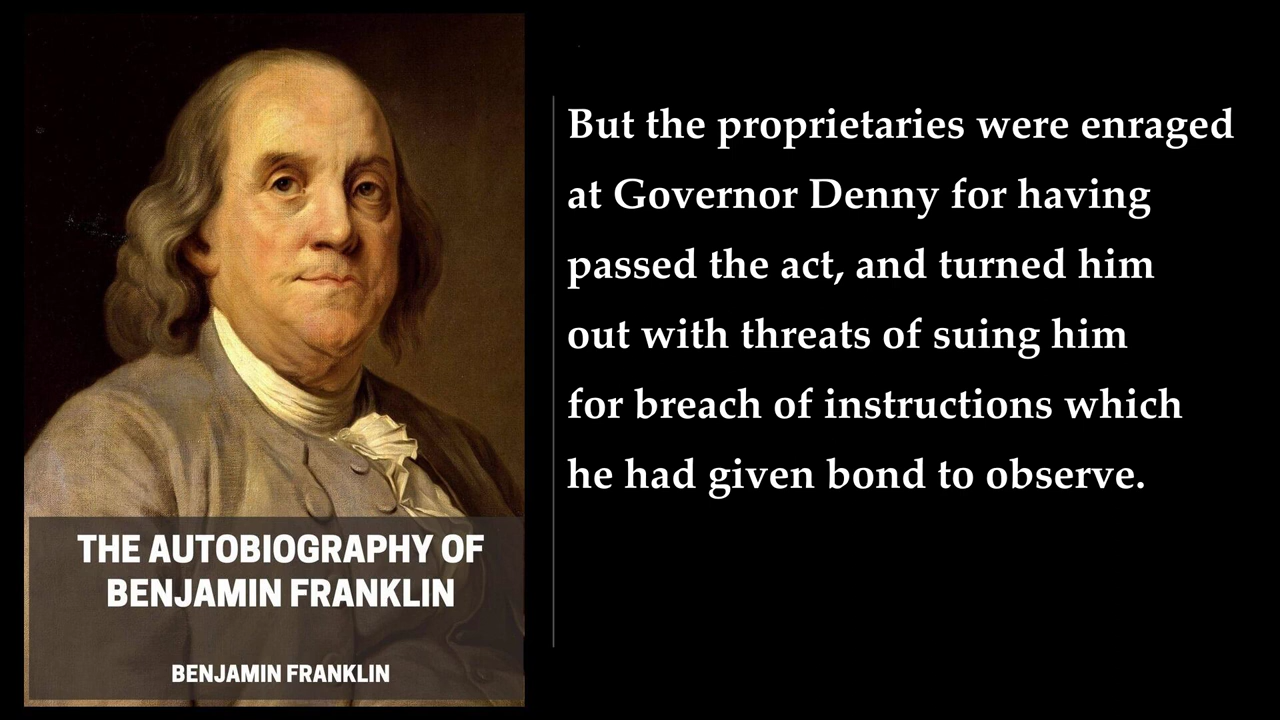 THE AUTOBIOGRAPHY OF
BENJAMIN FRANKLIN
BENJAMIN FRANKLIN
But the proprietaries were enraged
at Governor Denny for having
passed the act, and turned him
out with threats of suing him
for breach of instructions which
he had given bond to observe.